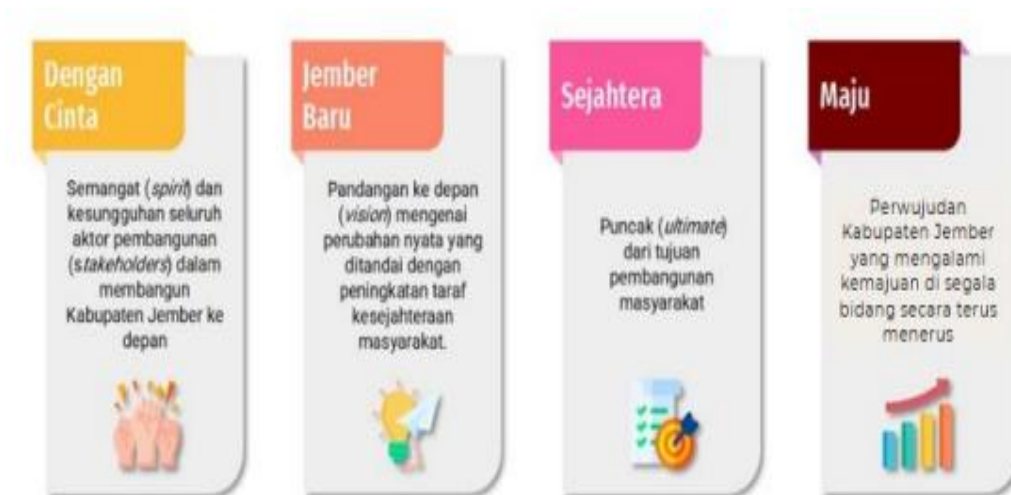 Dengan
Cinta
Semangat (spirit) dan
kesungguhan seluruh
aktor pembangunan
(stakeholders) dalam
membangun
Kabupaten Jember ke
depan
Jember
Baru
Pandangan ke depan
(vision) mengenai
perubahan nyata yang
ditandai dengan
peningkatan taraf
kesejahteraan
masyarakat.
Sejahtera
Puncak (ultimate)
dari tujuan
pembangunan
masyarakat
Maju
Perwujudan
Kabupaten Jember
yang mengalami
kemajuan di segala
bidang secara terus
menerus